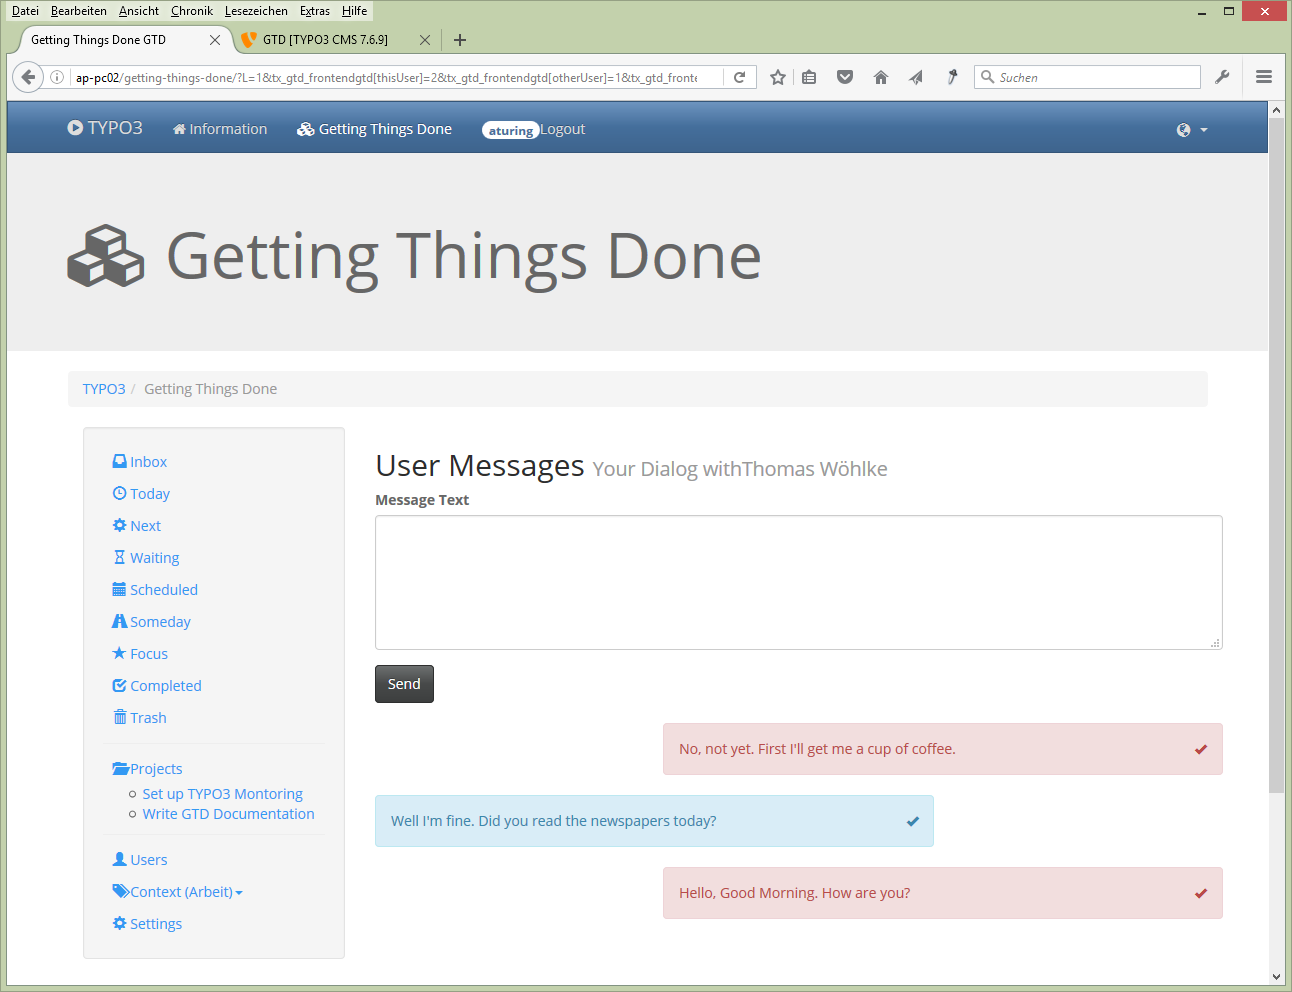 Datei Bearbeiten Ansicht Chronik Lesezeichen Extras Hilfe
Getting Things Done GTD
GTD [TYPO3 CMS 7.6.9]
ap-pc02/getting-things-done/?L=1&tx_gtd_frontendgtd[thisUser]=2&tx_gtd_frontendgtd[otherUser]=1&tx_gtd_fronte
Suchen
TYPO3 Information Getting Things Done aturing Logout
Getting Things Done
TYPO3 / Getting Things Done
Inbox
Today
Next
Waiting
Scheduled
Someday
Focus
Completed
Trash
Projects
Set up TYPO3 Montoring
Write GTD Documentation
Users
Context (Arbeit)
Settings
User Messages Your Dialog withThomas Wöhlke
Message Text
Send
No, not yet. First I'll get me a cup of coffee.
Well I'm fine. Did you read the newspapers today?
Hello, Good Morning. How are you?